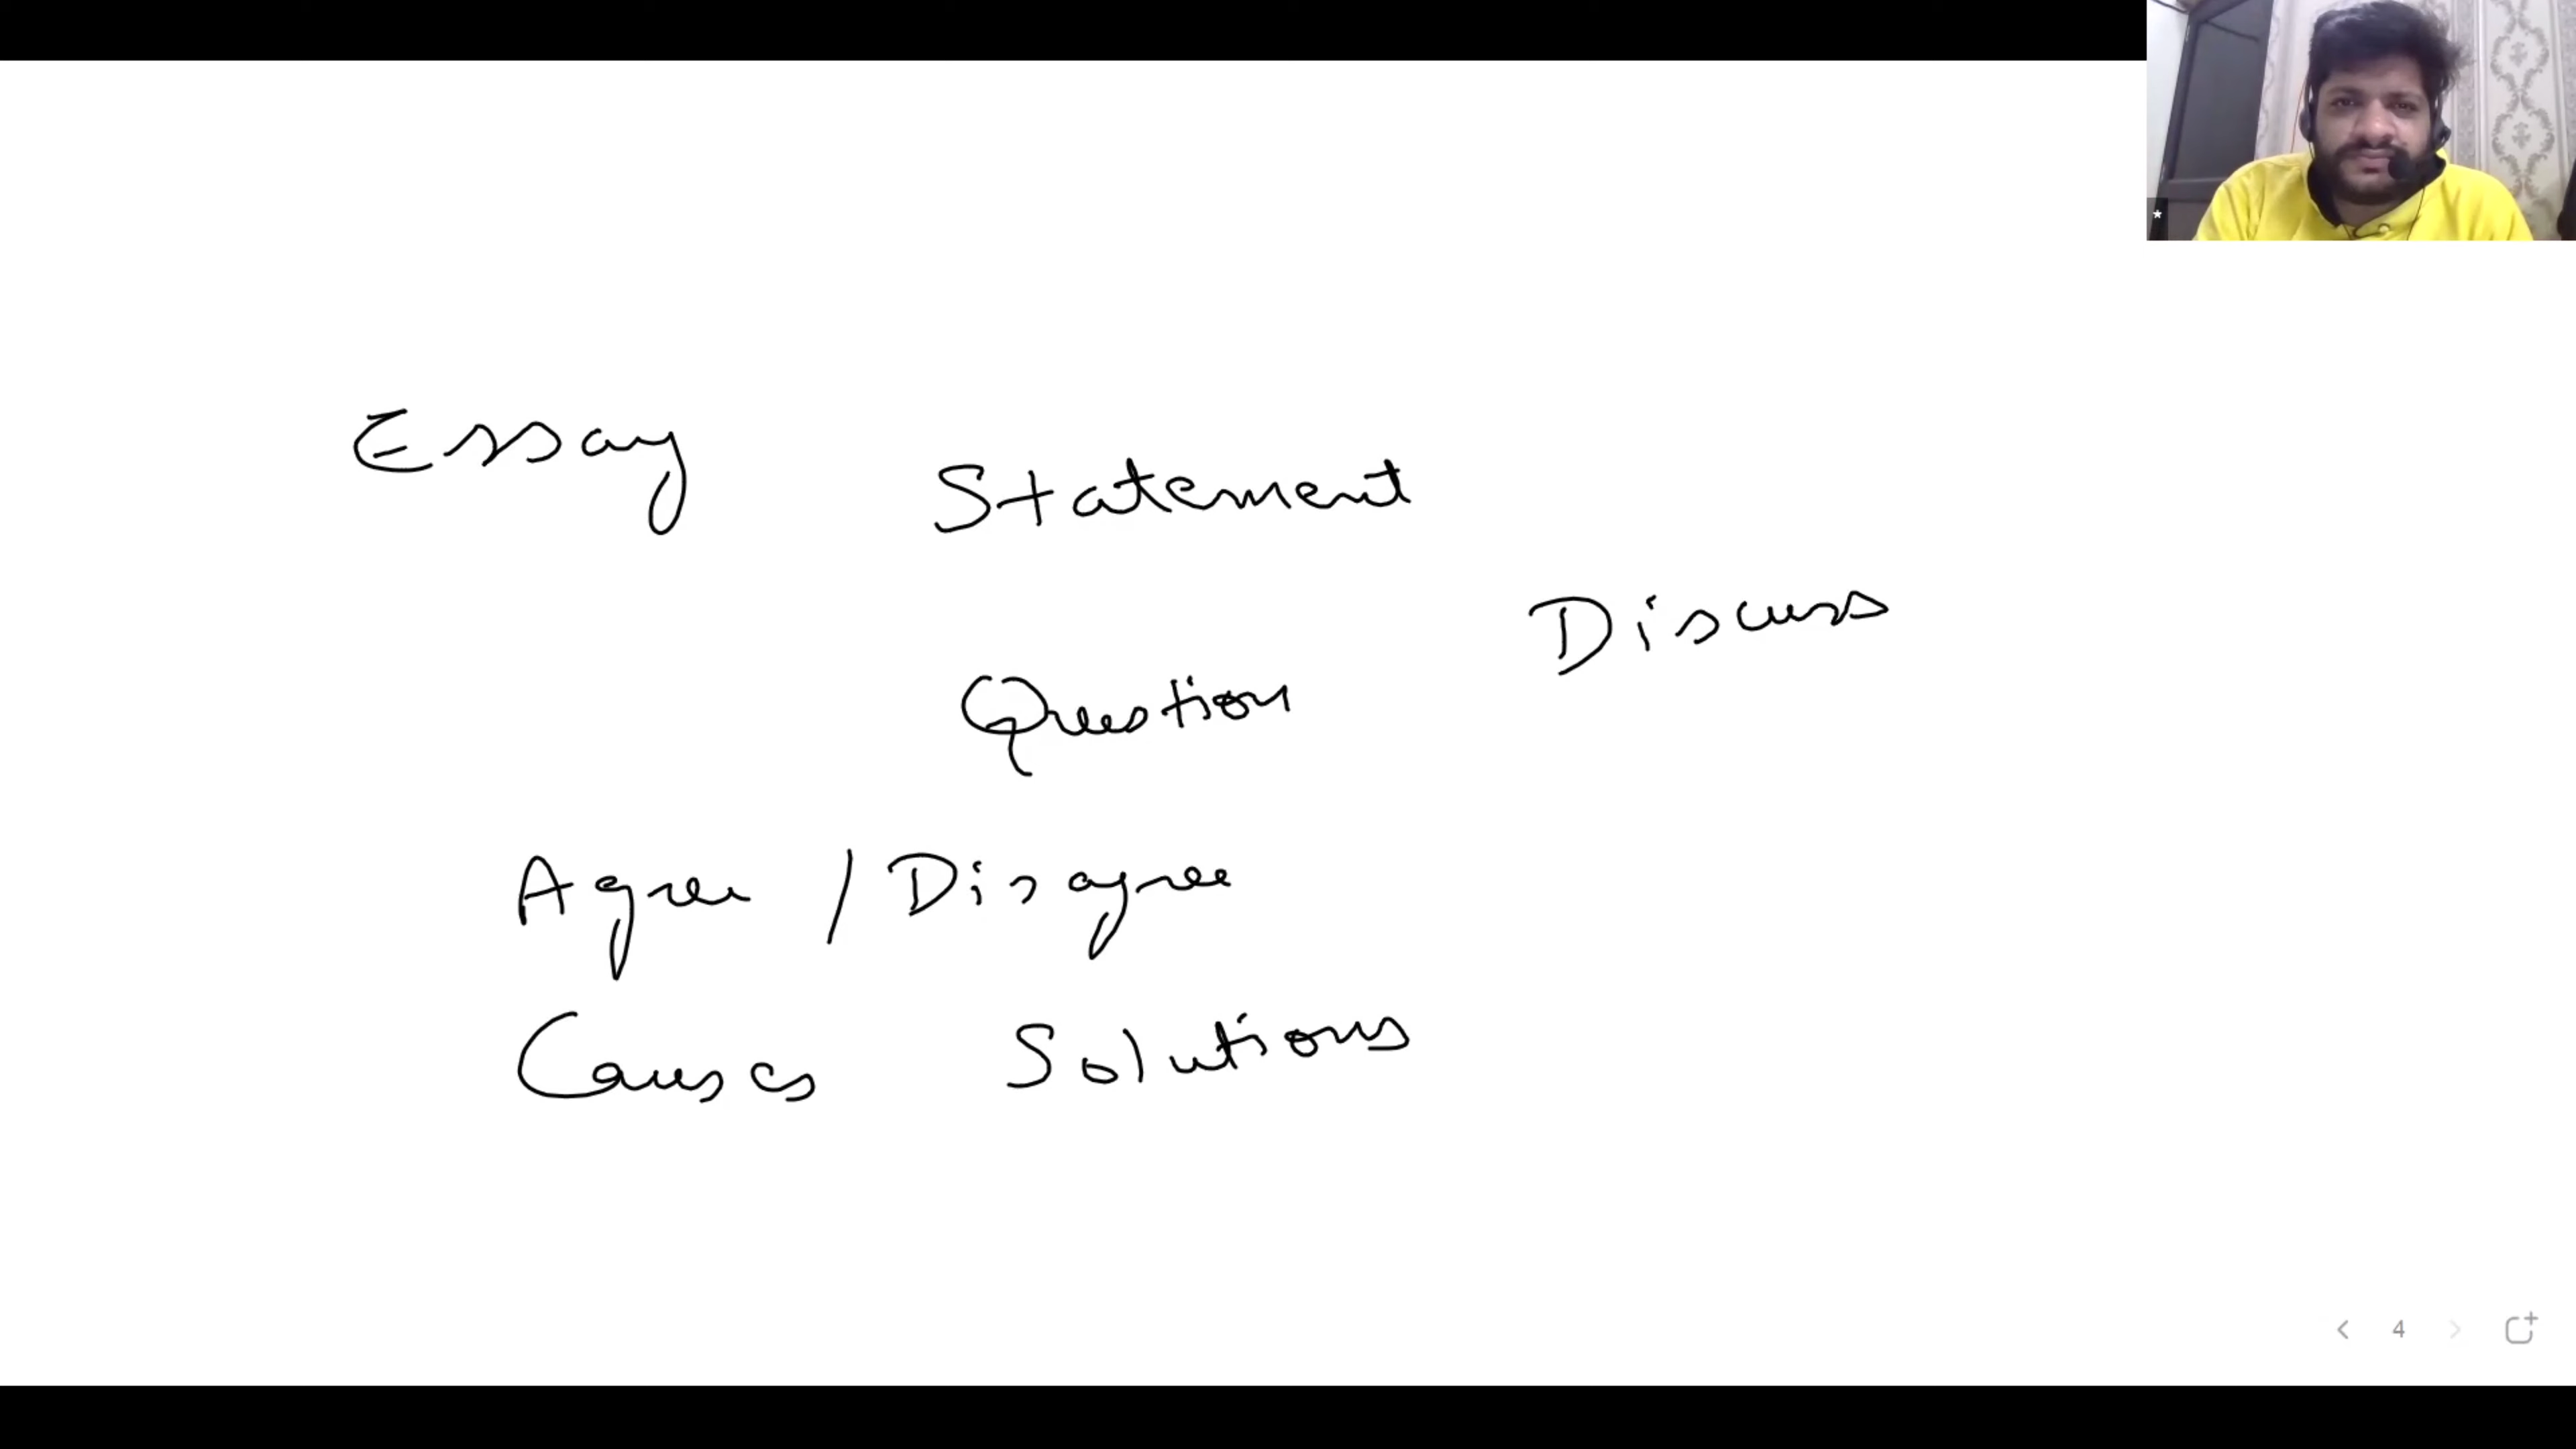 Essay
Statement
Discuss
Question
Agree / Disagree
Causes Solutions
4